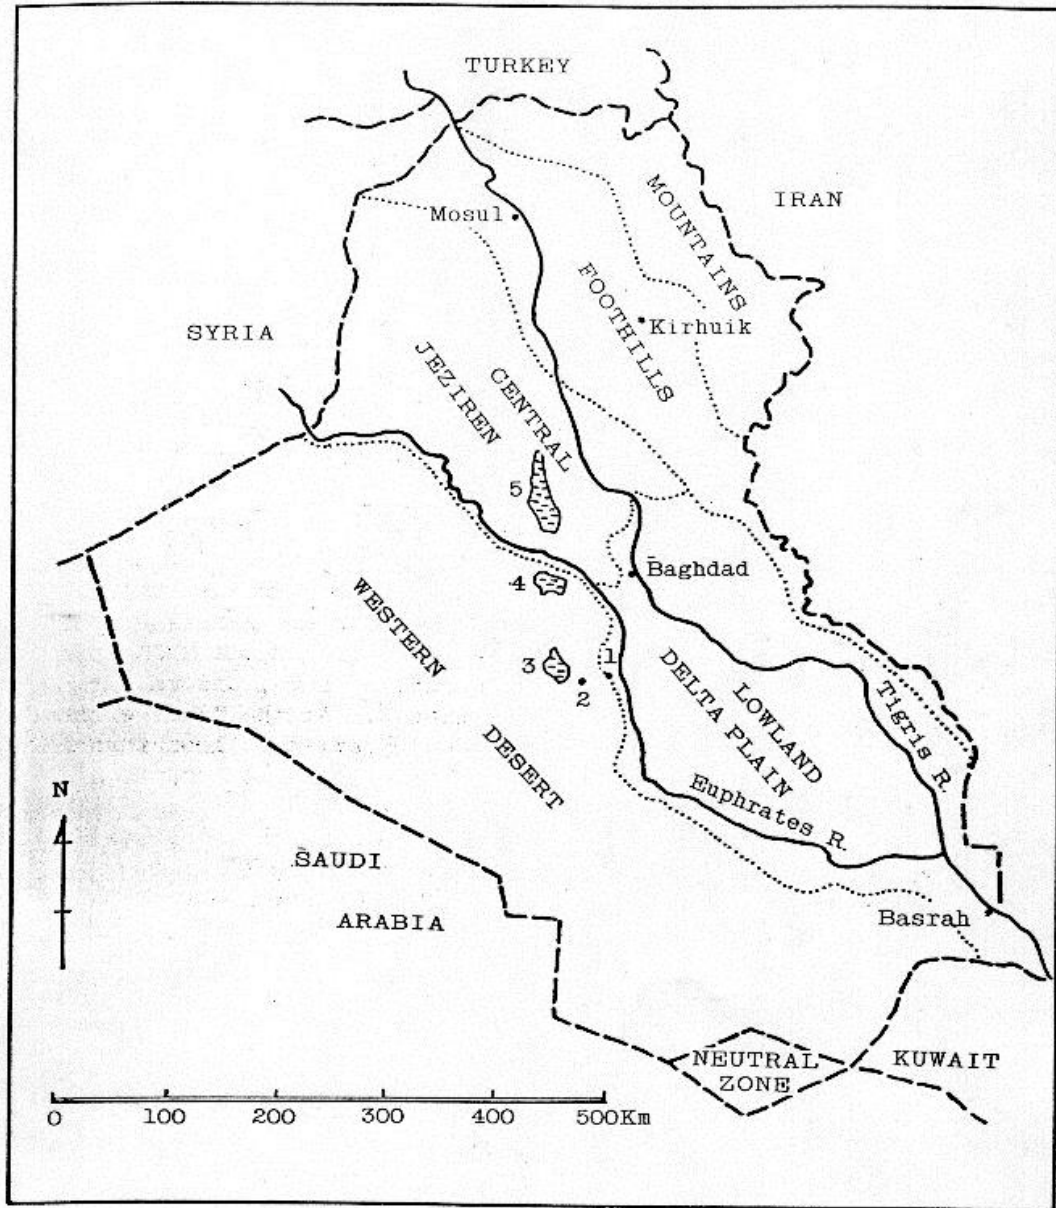 TURKEY
IRAN
MOUNTAINS
Mosul
FOOTHILLS
Kirhuik
SYRIA
JEZIREN
CENTRAL
5
Baghdad
4
WESTERN
DESERT
3
2
1
LOWLAND
DELTA PLAIN
Tigris R.
Euphrates R.
N
SAUDI
ARABIA
Basrah
NEUTRAL
ZONE
KUWAIT
0 100 200 300 400 500Km